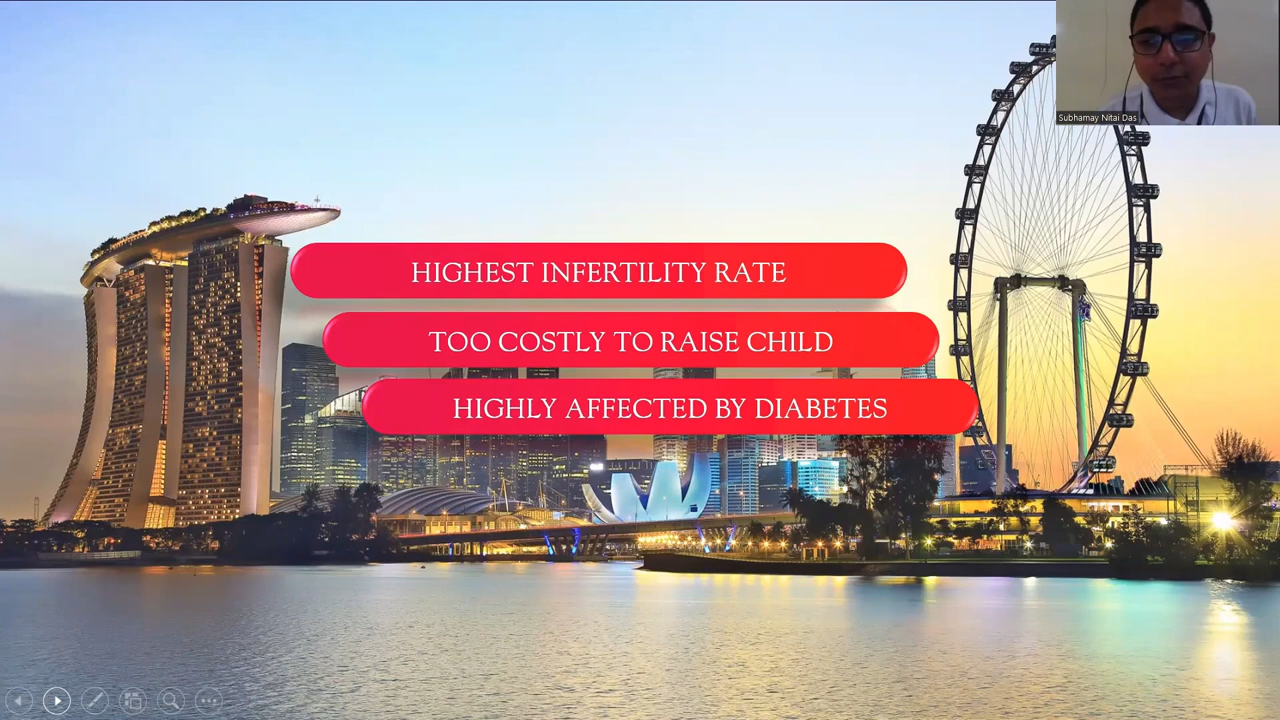 Subhamay Nitai Das
HIGHEST INFERTILITY RATE
TOO COSTLY TO RAISE CHILD
HIGHLY AFFECTED BY DIABETES